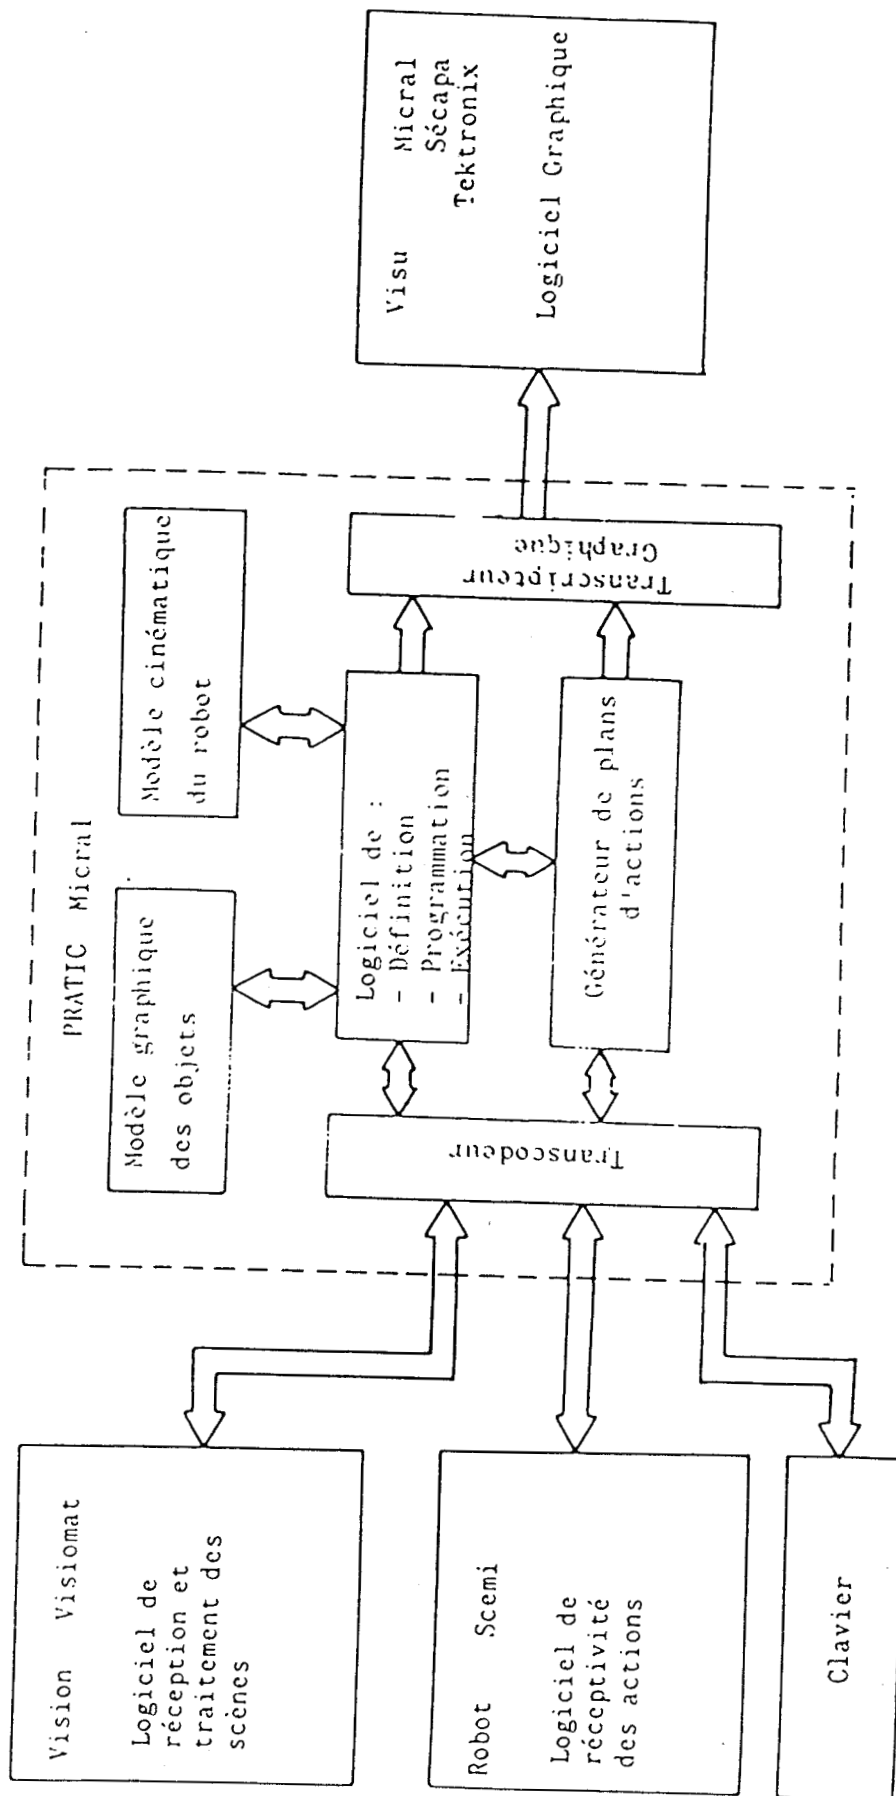 Vision Visiomat
Logiciel de
réception et
traitement des
scènes
Robot Scemi
Logiciel de
réceptivité
des actions
Clavier
PRATIC Micral
Modèle graphique
des objets
Modèle cinématique
du robot
Transcodeur
Logiciel de :
- Définition
- Programmation
- Exécution
Générateur de plans
d'actions
Transcripteur
Graphique
Visu Micral
Sécapa
Tektronix
Logiciel Graphique